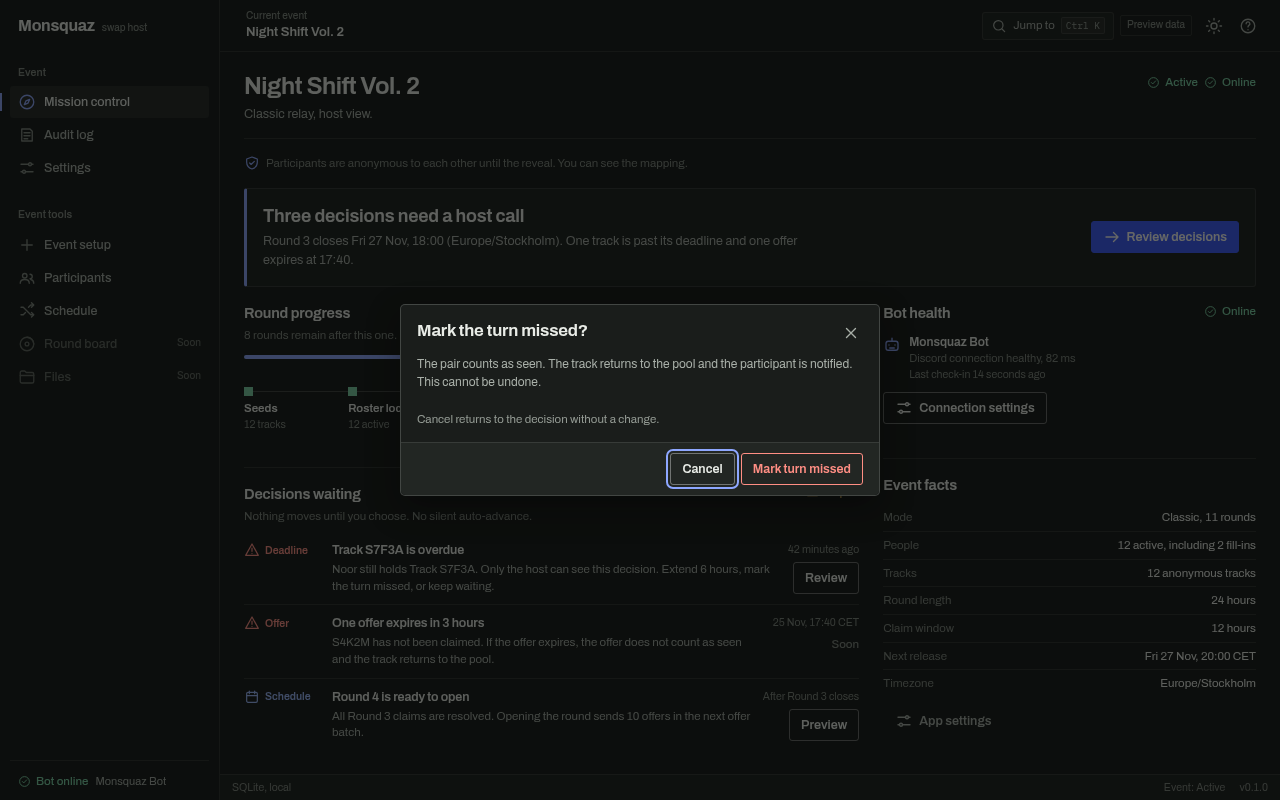 Monsquaz swap host
Current event
Night Shift Vol. 2
Jump to Ctrl K
Preview data
Event
Mission control
Audit log
Settings
Event tools
Event setup
Participants
Schedule
Round board Soon
Files Soon
Bot online Monsquaz Bot
Night Shift Vol. 2
Active Online
Classic relay, host view.
Participants are anonymous to each other until the reveal. You can see the mapping.
Three decisions need a host call
Round 3 closes Fri 27 Nov, 18:00 (Europe/Stockholm). One track is past its deadline and one offer
expires at 17:40.
Review decisions
Round progress
8 rounds remain after this one.
Seeds
12 tracks
Roster loc
12 active
Mark the turn missed?
The pair counts as seen. The track returns to the pool and the participant is notified.
This cannot be undone.
Cancel returns to the decision without a change.
Cancel
Mark turn missed
Decisions waiting
Nothing moves until you choose. No silent auto-advance.
Deadline
Track S7F3A is overdue
42 minutes ago
Noor still holds Track S7F3A. Only the host can see this decision. Extend 6 hours, mark
the turn missed, or keep waiting.
Review
Offer
One offer expires in 3 hours
25 Nov, 17:40 CET
S4K2M has not been claimed. If the offer expires, the offer does not count as seen
and the track returns to the pool.
Soon
Schedule
Round 4 is ready to open
After Round 3 closes
All Round 3 claims are resolved. Opening the round sends 10 offers in the next offer
batch.
Preview
Bot health
Online
Monsquaz Bot
Discord connection healthy, 82 ms
Last check-in 14 seconds ago
Connection settings
Event facts
Mode Classic, 11 rounds
People 12 active, including 2 fill-ins
Tracks 12 anonymous tracks
Round length 24 hours
Claim window 12 hours
Next release Fri 27 Nov, 20:00 CET
Timezone Europe/Stockholm
App settings
SQLite, local
Event: Active v0.1.0